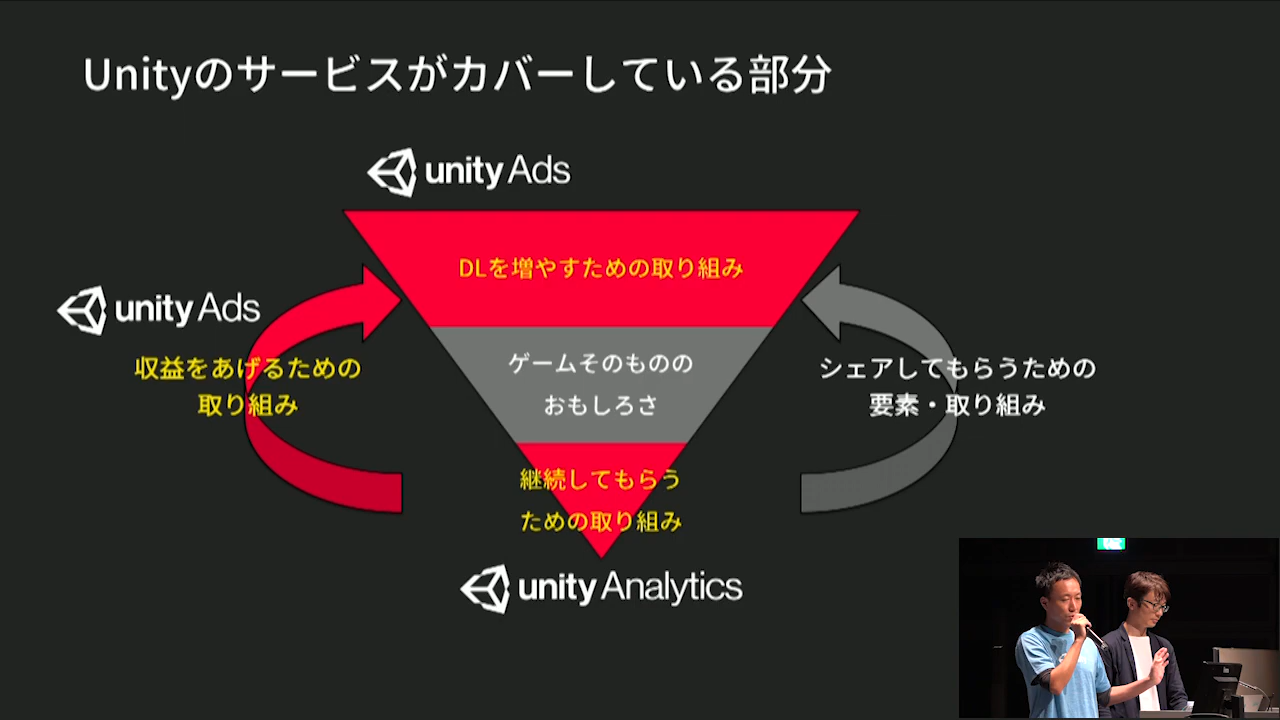 Unityのサービスがカバーしている部分
unity Ads
DLを増やすための取り組み
unity Ads
収益をあげるための
取り組み
ゲームそのものの
おもしろさ
シェアしてもらうための
要素・取り組み
継続してもらう
ための取り組み
unity Analytics